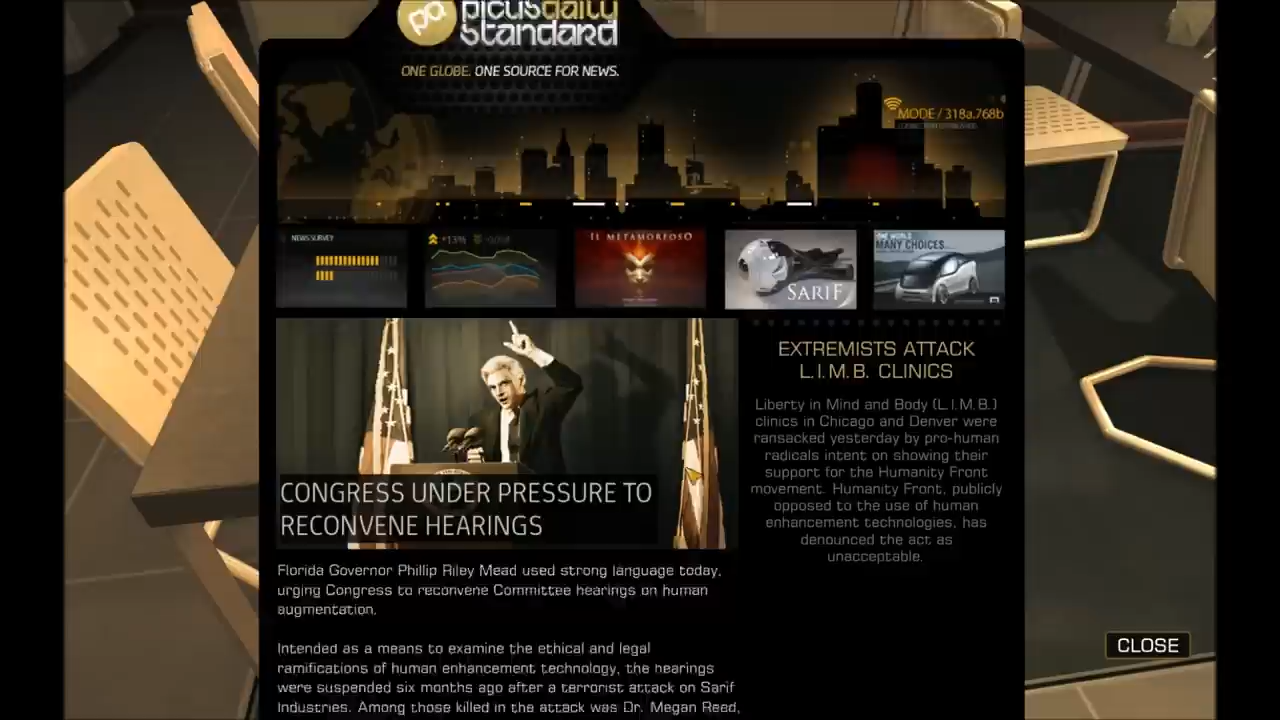 picusdaily
standard
ONE GLOBE. ONE SOURCE FOR NEWS.
MODE / 318a.768b
NEWS SURVEY
+13%
IL METAMORFOSO
SARIF
MANY CHOICES...
CONGRESS UNDER PRESSURE TO
RECONVENE HEARINGS
Florida Governor Phillip Riley Mead used strong language today,
urging Congress to reconvene Committee hearings on human
augmentation.
Intended as a means to examine the ethical and legal
ramifications of human enhancement technology, the hearings
were suspended six months ago after a terrorist attack on Sarif
Industries. Among those killed in the attack was Dr. Megan Reed,
EXTREMISTS ATTACK
L.I.M.B. CLINICS
Liberty in Mind and Body (L.I.M.B.)
clinics in Chicago and Denver were
ransacked yesterday by pro-human
radicals intent on showing their
support for the Humanity Front
movement. Humanity Front, publicly
opposed to the use of human
enhancement technologies, has
denounced the act as
unacceptable.
CLOSE